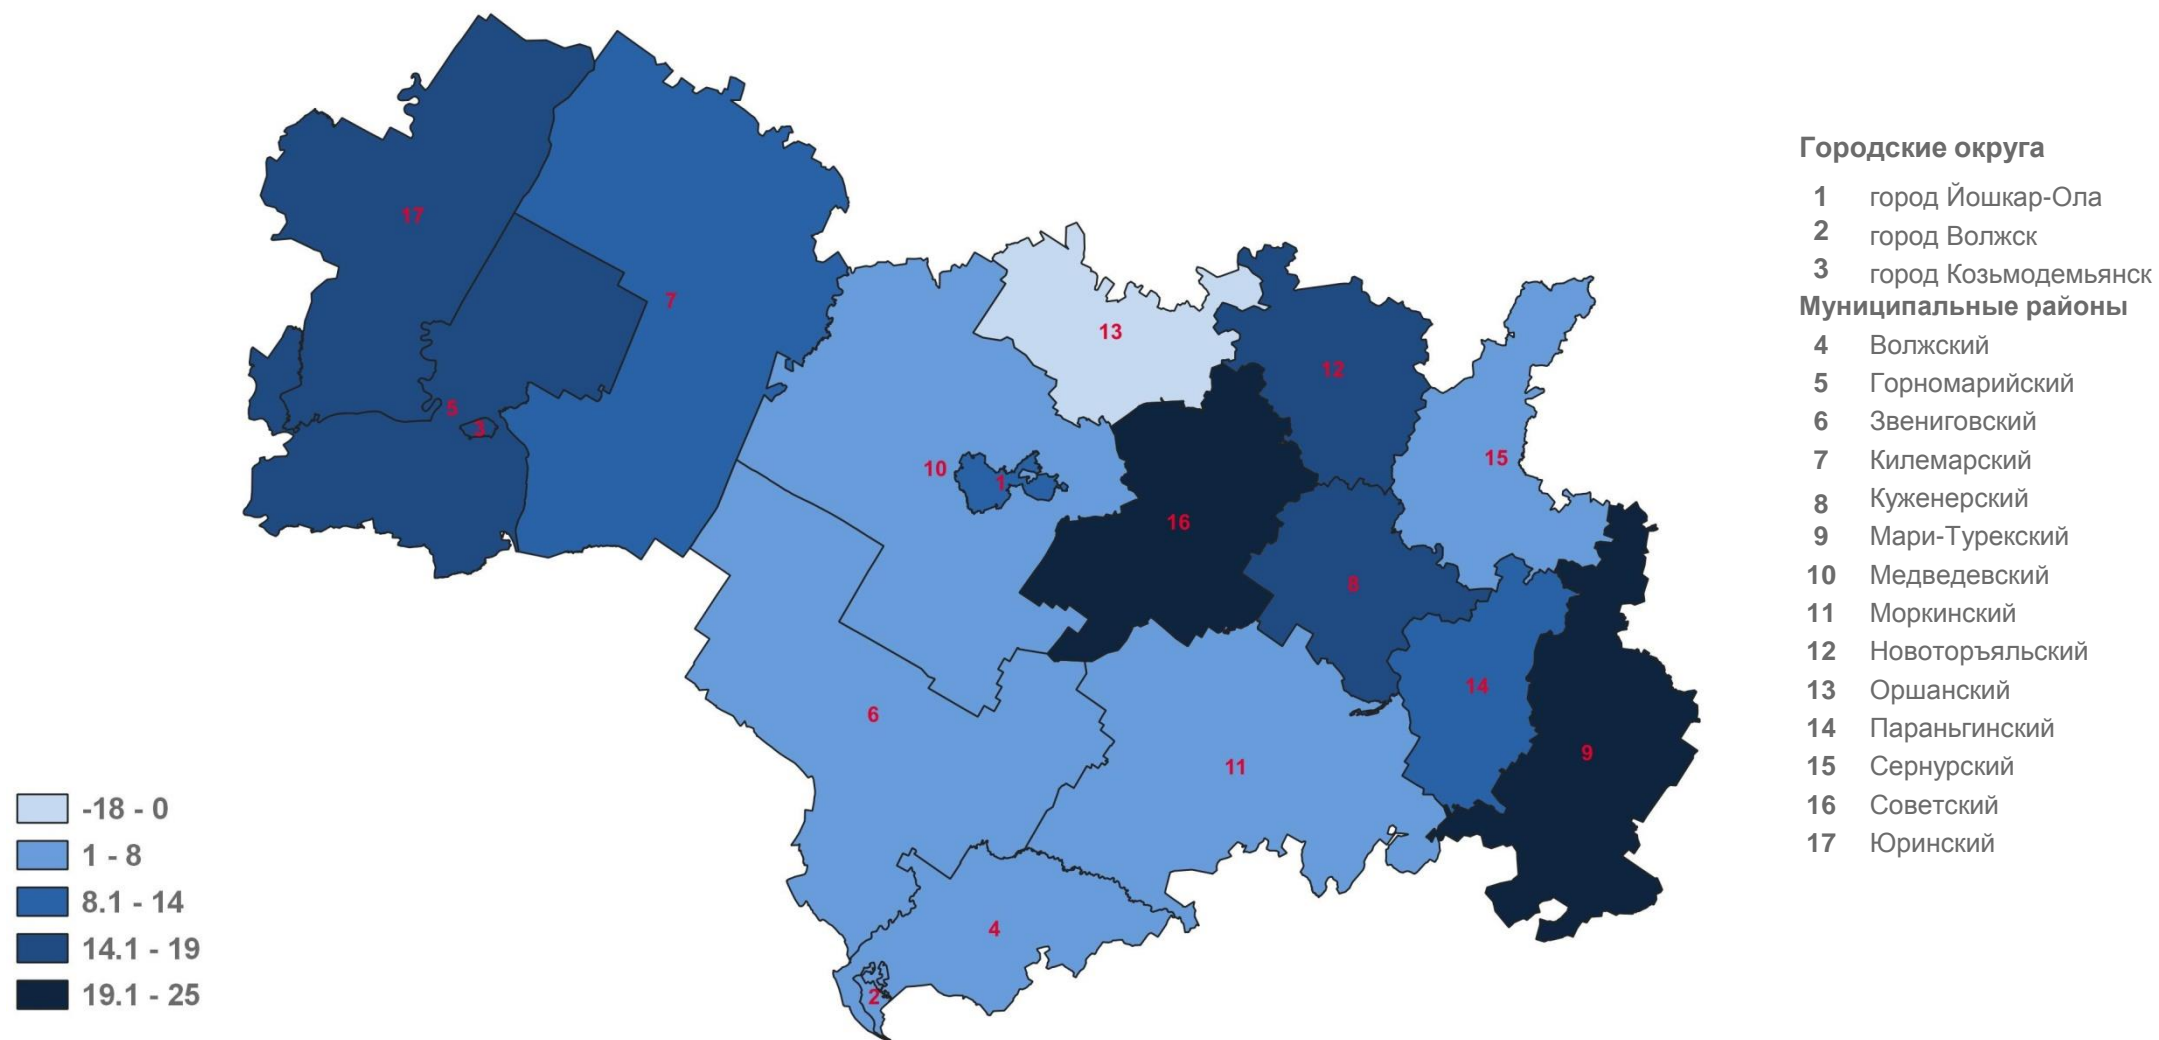 17
7
13
12
5
3
15
10
1
16
8
14
6
9
11
4
2
-18 - 0
1 - 8
8.1 - 14
14.1 - 19
19.1 - 25
Городские округа
1 город Йошкар-Ола
2 город Волжск
3 город Козьмодемьянск
Муниципальные районы
4 Волжский
5 Горномарийский
6 Звениговский
7 Килемарский
8 Куженерский
9 Мари-Турекский
10 Медведевский
11 Моркинский
12 Новоторъяльский
13 Оршанский
14 Параньгинский
15 Сернурский
16 Советский
17 Юринский